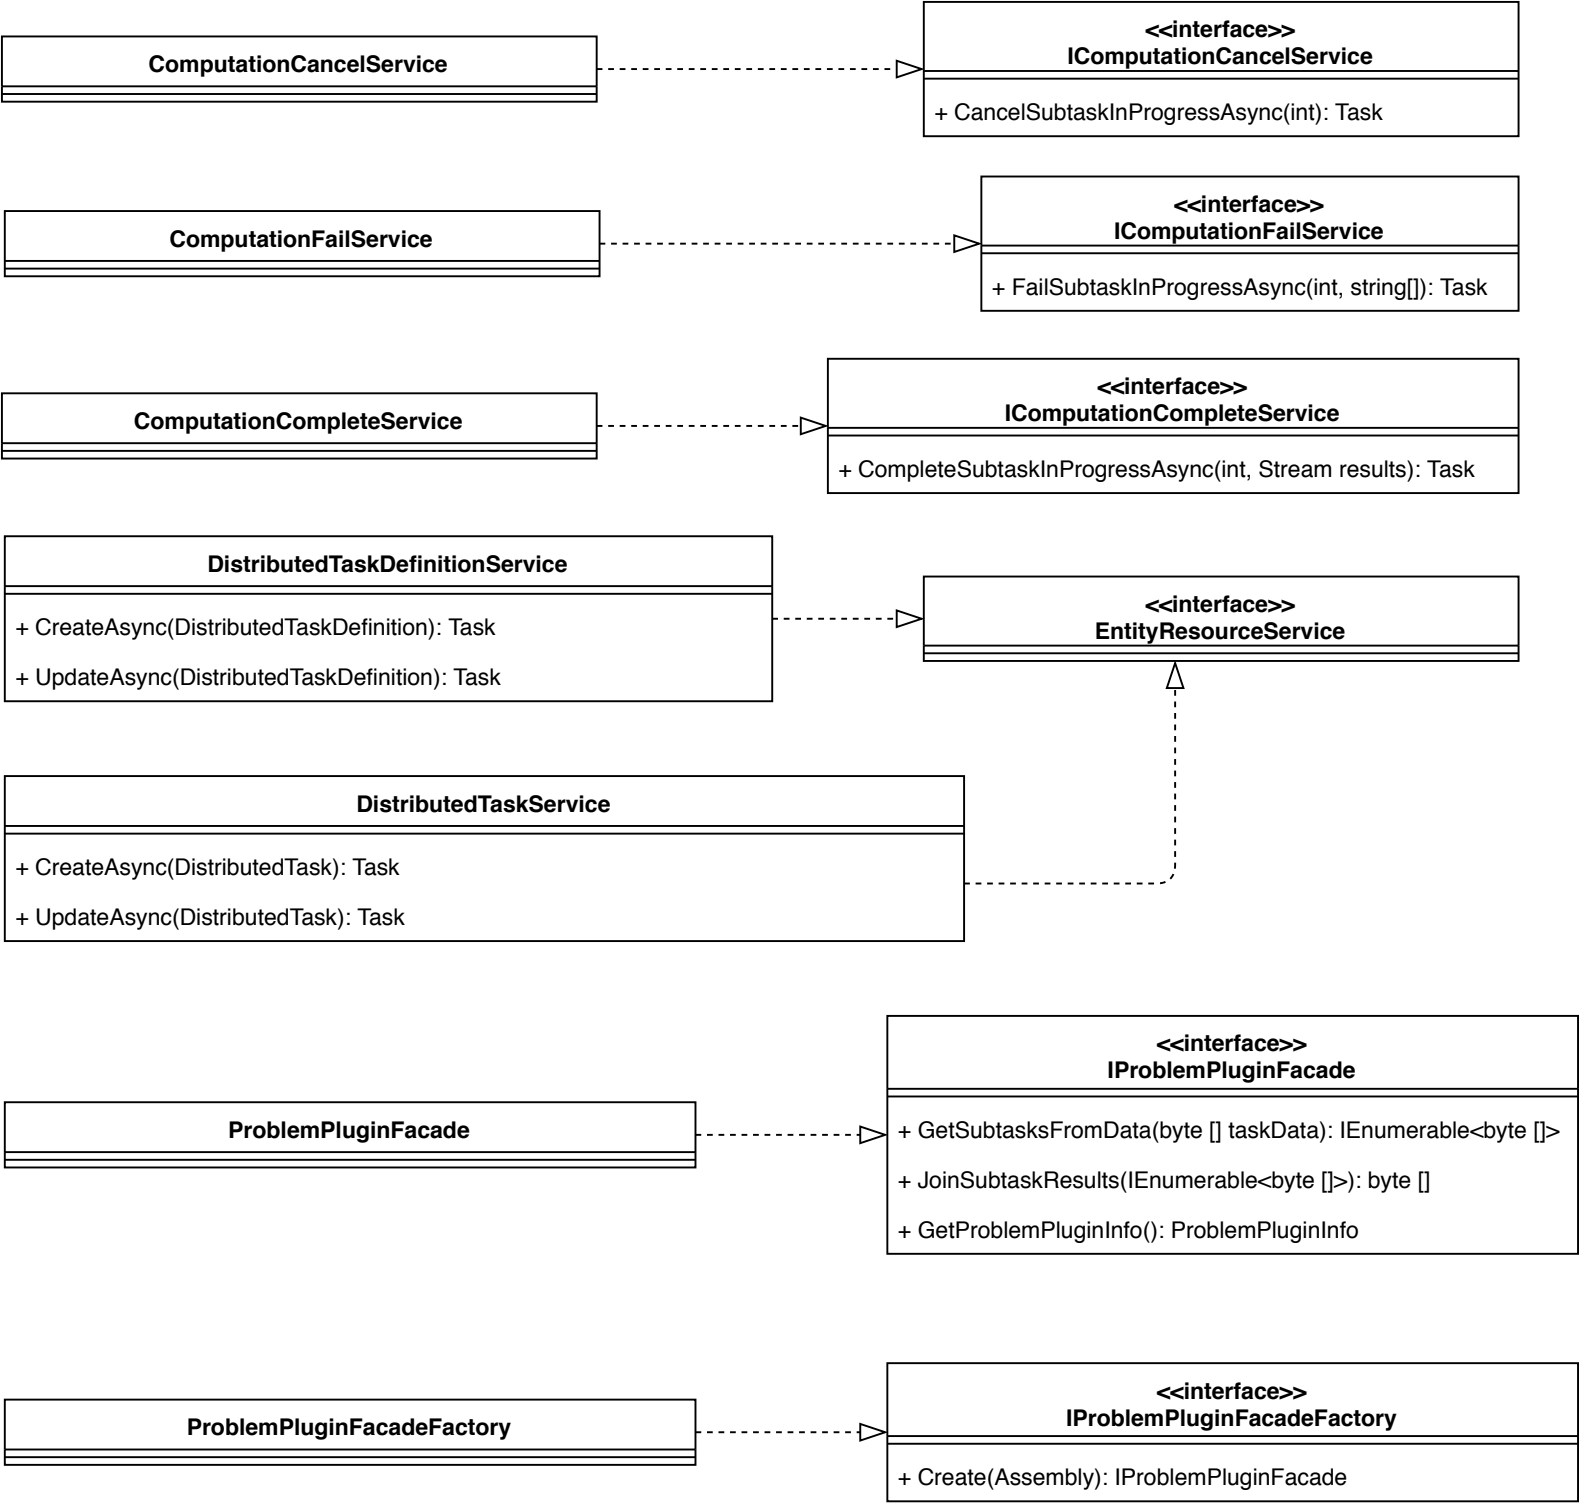 ComputationCancelService
<<interface>>
IComputationCancelService
+ CancelSubtaskInProgressAsync(int): Task
ComputationFailService
<<interface>>
IComputationFailService
+ FailSubtaskInProgressAsync(int, string[]): Task
ComputationCompleteService
<<interface>>
IComputationCompleteService
+ CompleteSubtaskInProgressAsync(int, Stream results): Task
DistributedTaskDefinitionService
+ CreateAsync(DistributedTaskDefinition): Task
+ UpdateAsync(DistributedTaskDefinition): Task
<<interface>>
EntityResourceService
DistributedTaskService
+ CreateAsync(DistributedTask): Task
+ UpdateAsync(DistributedTask): Task
ProblemPluginFacade
<<interface>>
IProblemPluginFacade
+ GetSubtasksFromData(byte [] taskData): IEnumerable<byte []>
+ JoinSubtaskResults(IEnumerable<byte []>): byte []
+ GetProblemPluginInfo(): ProblemPluginInfo
ProblemPluginFacadeFactory
<<interface>>
IProblemPluginFacadeFactory
+ Create(Assembly): IProblemPluginFacade